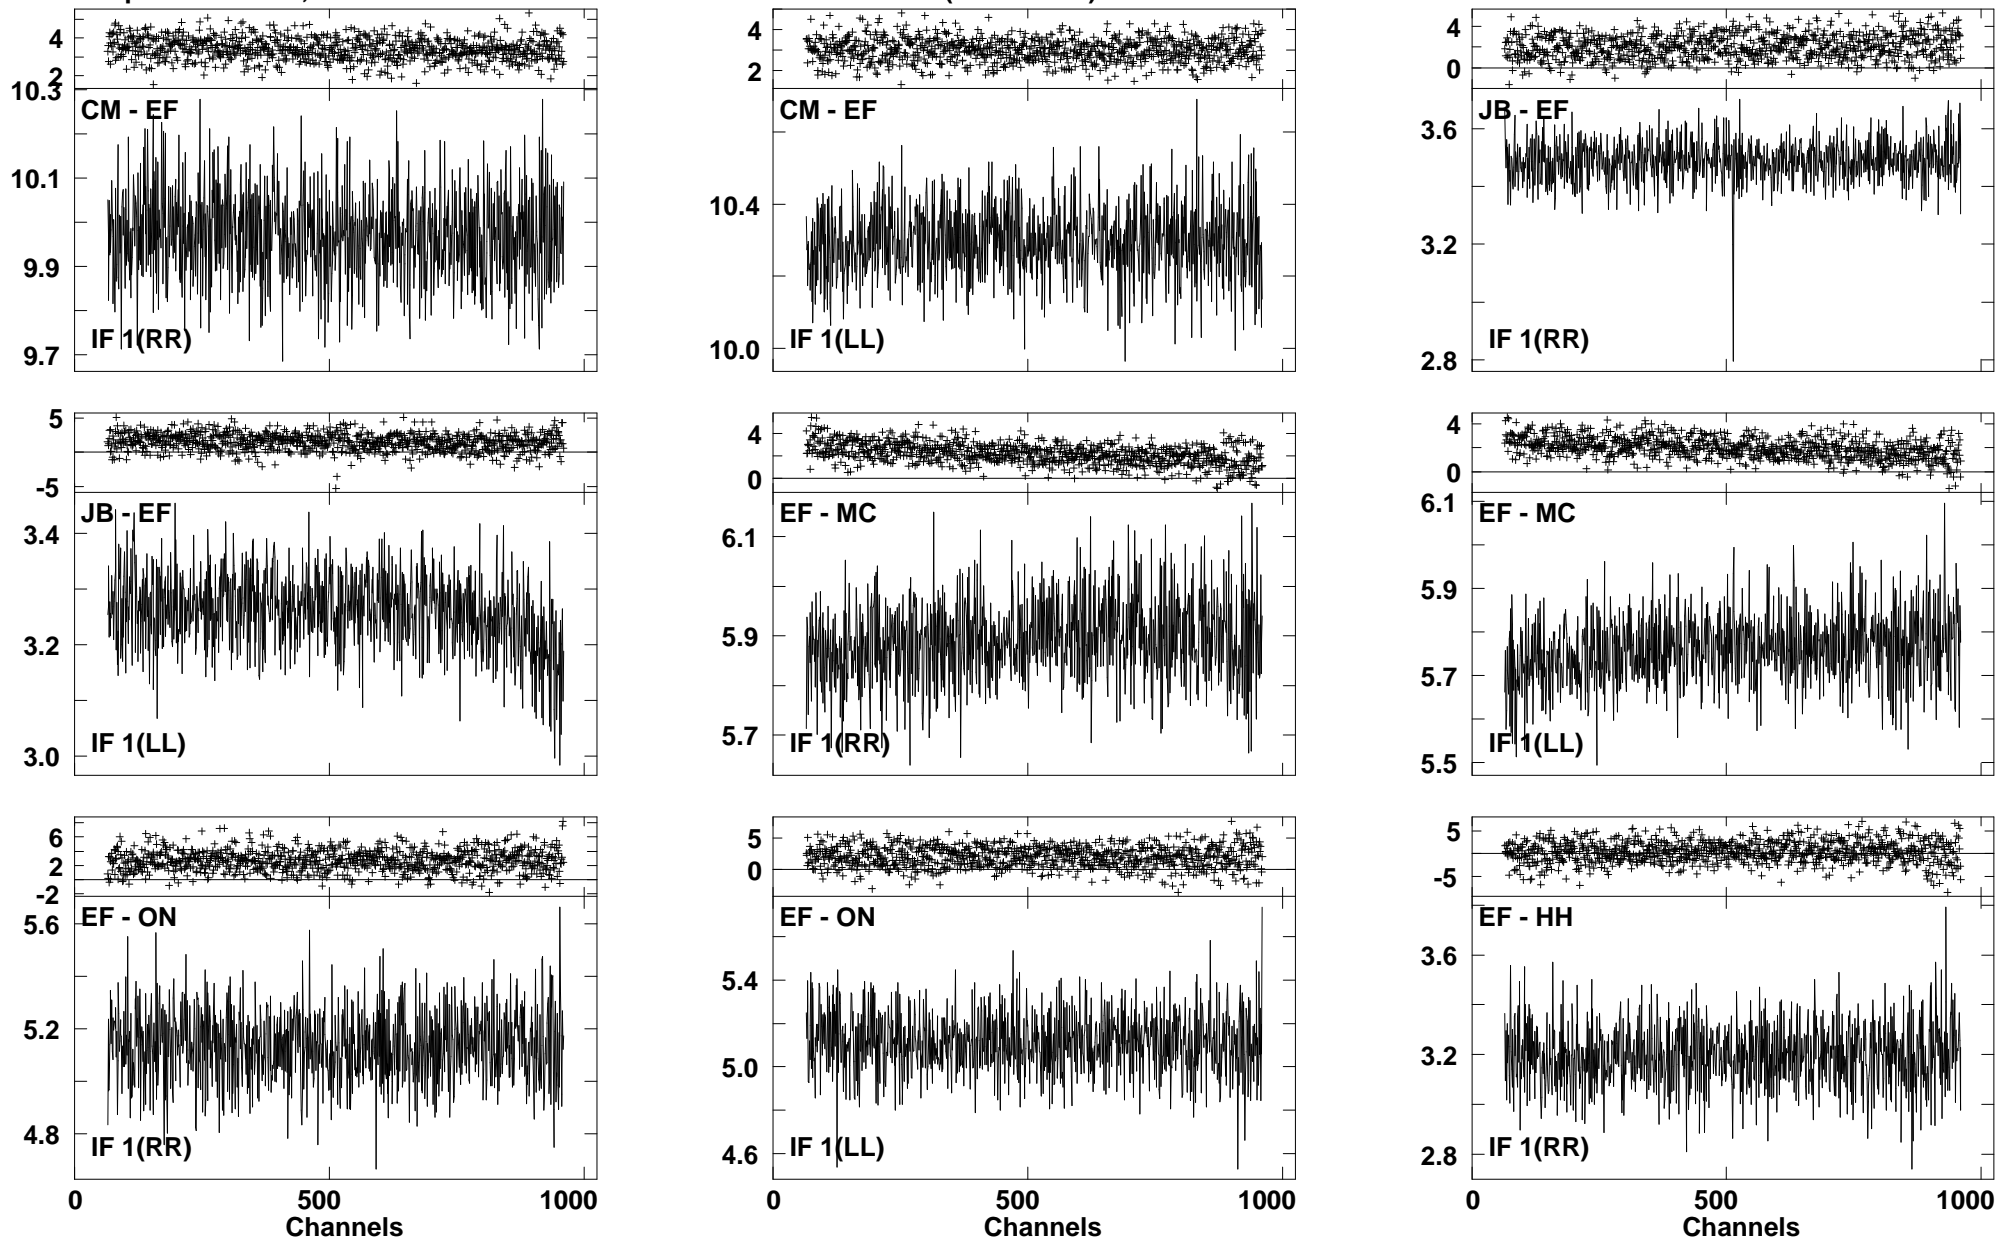 4
2
10.3
CM - EF
10.1
9.9
9.7
IF 1(RR)
4
2
CM - EF
10.4
10.0
IF 1(LL)
4
0
JB - EF
3.6
3.2
2.8
IF 1(RR)
5
-5
JB - EF
3.4
3.2
3.0
IF 1(LL)
4
0
EF - MC
6.1
5.9
5.7
IF 1(RR)
4
0
6.1
EF - MC
5.9
5.7
5.5
IF 1(LL)
6
2
-2
EF - ON
5.6
5.2
4.8
IF 1(RR)
0 500 1000
Channels
5
0
EF - ON
5.4
5.0
4.6
IF 1(LL)
0 500 1000
Channels
5
-5
EF - HH
3.6
3.2
2.8
IF 1(RR)
0 500 1000
Channels